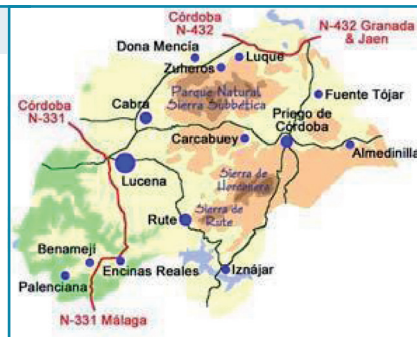 Córdoba
N-432
N-432 Granada
& Jaen
Dona Mencía
Luque
Zuheros
Parque Natural
Sierra Subbética
Fuente Tójar
Córdoba
N-331
Cabra
Priego de
Córdoba
Carcabuey
Almedinilla
Lucena
Sierra de
Horconera
Sierra de
Rute
Rute
Benamejí
Encinas Reales
Iznájar
Palenciana
N-331 Málaga